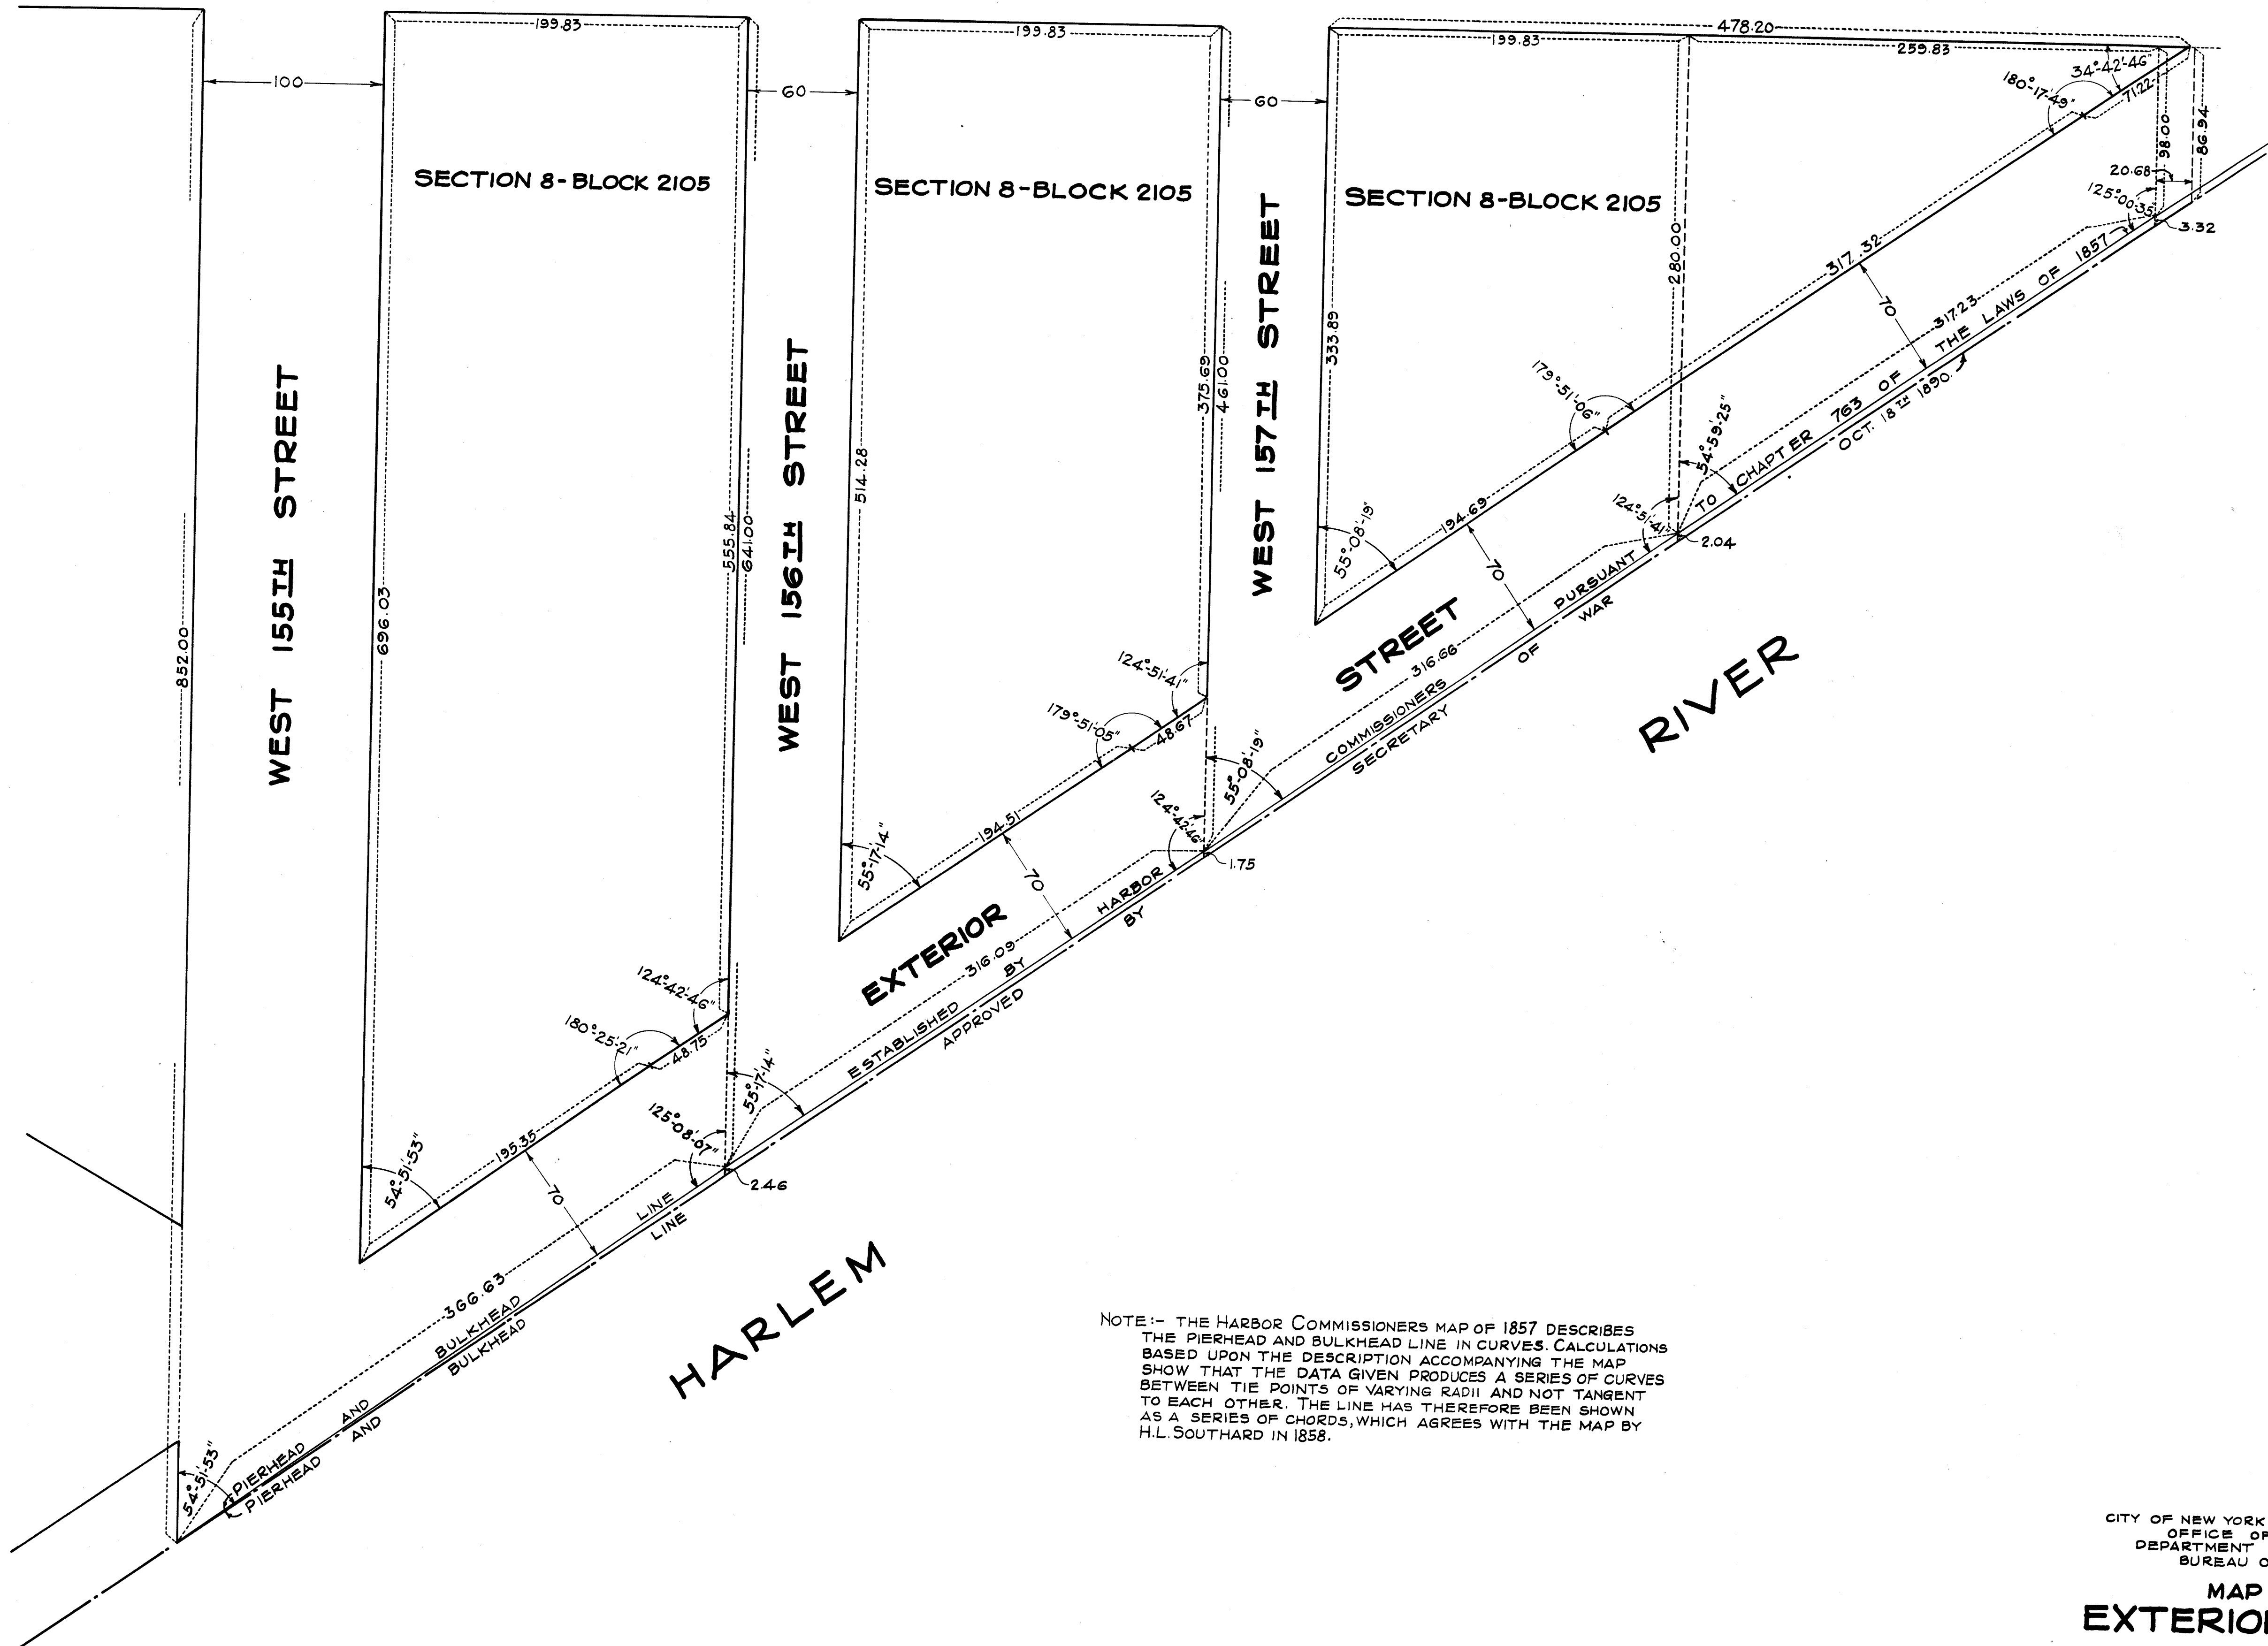 199.83
199.83
478.20
199.83
259.83
100
60
60
34°-42'-46"
180°-17'-49"
71.22
98.00
86.94
20.68
125°-00'-35"
3.32
SECTION 8-BLOCK 2105
SECTION 8-BLOCK 2105
SECTION 8-BLOCK 2105
WEST 155TH STREET
WEST 156TH STREET
WEST 157TH STREET
852.00
696.03
555.84
641.00
514.28
375.69
461.00
333.89
280.00
317.32
70
317.23
179°-51'-06"
54°-59'-25"
124°-51'-41"
2.04
55°-08'-19"
194.69
70
316.66
124°-51'-41"
179°-51'-05"
48.67
55°-08'-19"
124°-42'-46"
1.75
55°-17'-14"
194.51
70
316.09
124°-42'-46"
180°-25'-21"
48.75
55°-17'-14"
125°-08'-07"
2.46
54°-51'-53"
195.35
70
366.63
54°-51'-53"
EXTERIOR STREET
PIERHEAD AND BULKHEAD LINE ESTABLISHED BY HARBOR COMMISSIONERS PURSUANT TO CHAPTER 763 OF THE LAWS OF 1857
PIERHEAD AND BULKHEAD LINE APPROVED BY SECRETARY OF WAR OCT. 18TH 1890.
HARLEM RIVER
NOTE:- THE HARBOR COMMISSIONERS MAP OF 1857 DESCRIBES
THE PIERHEAD AND BULKHEAD LINE IN CURVES. CALCULATIONS
BASED UPON THE DESCRIPTION ACCOMPANYING THE MAP
SHOW THAT THE DATA GIVEN PRODUCES A SERIES OF CURVES
BETWEEN TIE POINTS OF VARYING RADII AND NOT TANGENT
TO EACH OTHER. THE LINE HAS THEREFORE BEEN SHOWN
AS A SERIES OF CHORDS, WHICH AGREES WITH THE MAP BY
H.L. SOUTHARD IN 1858.
CITY OF NEW YORK
OFFICE OF
DEPARTMENT
BUREAU O
MAP
EXTERIOR